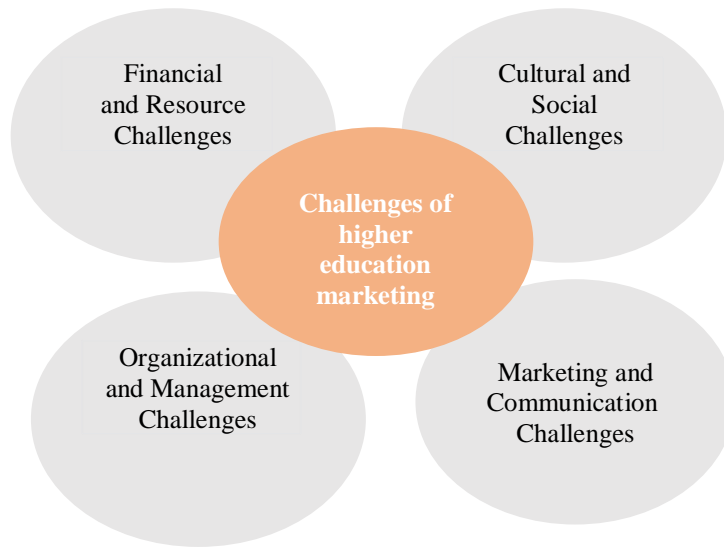 Financial
and Resource
Challenges
Cultural and
Social
Challenges
Challenges of
higher
education
marketing
Organizational
and Management
Challenges
Marketing and
Communication
Challenges